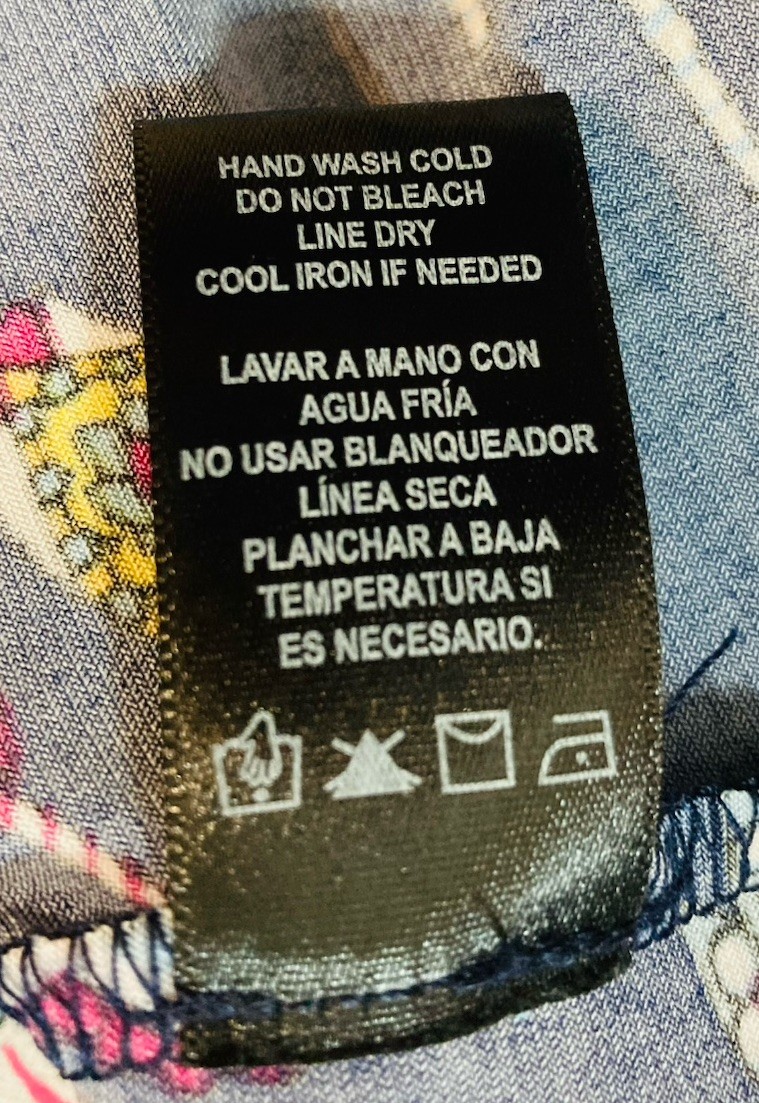 HAND WASH COLD
DO NOT BLEACH
LINE DRY
COOL IRON IF NEEDED
LAVAR A MANO CON
AGUA FRÍA
NO USAR BLANQUEADOR
LÍNEA SECA
PLANCHAR A BAJA
TEMPERATURA SI
ES NECESARIO.